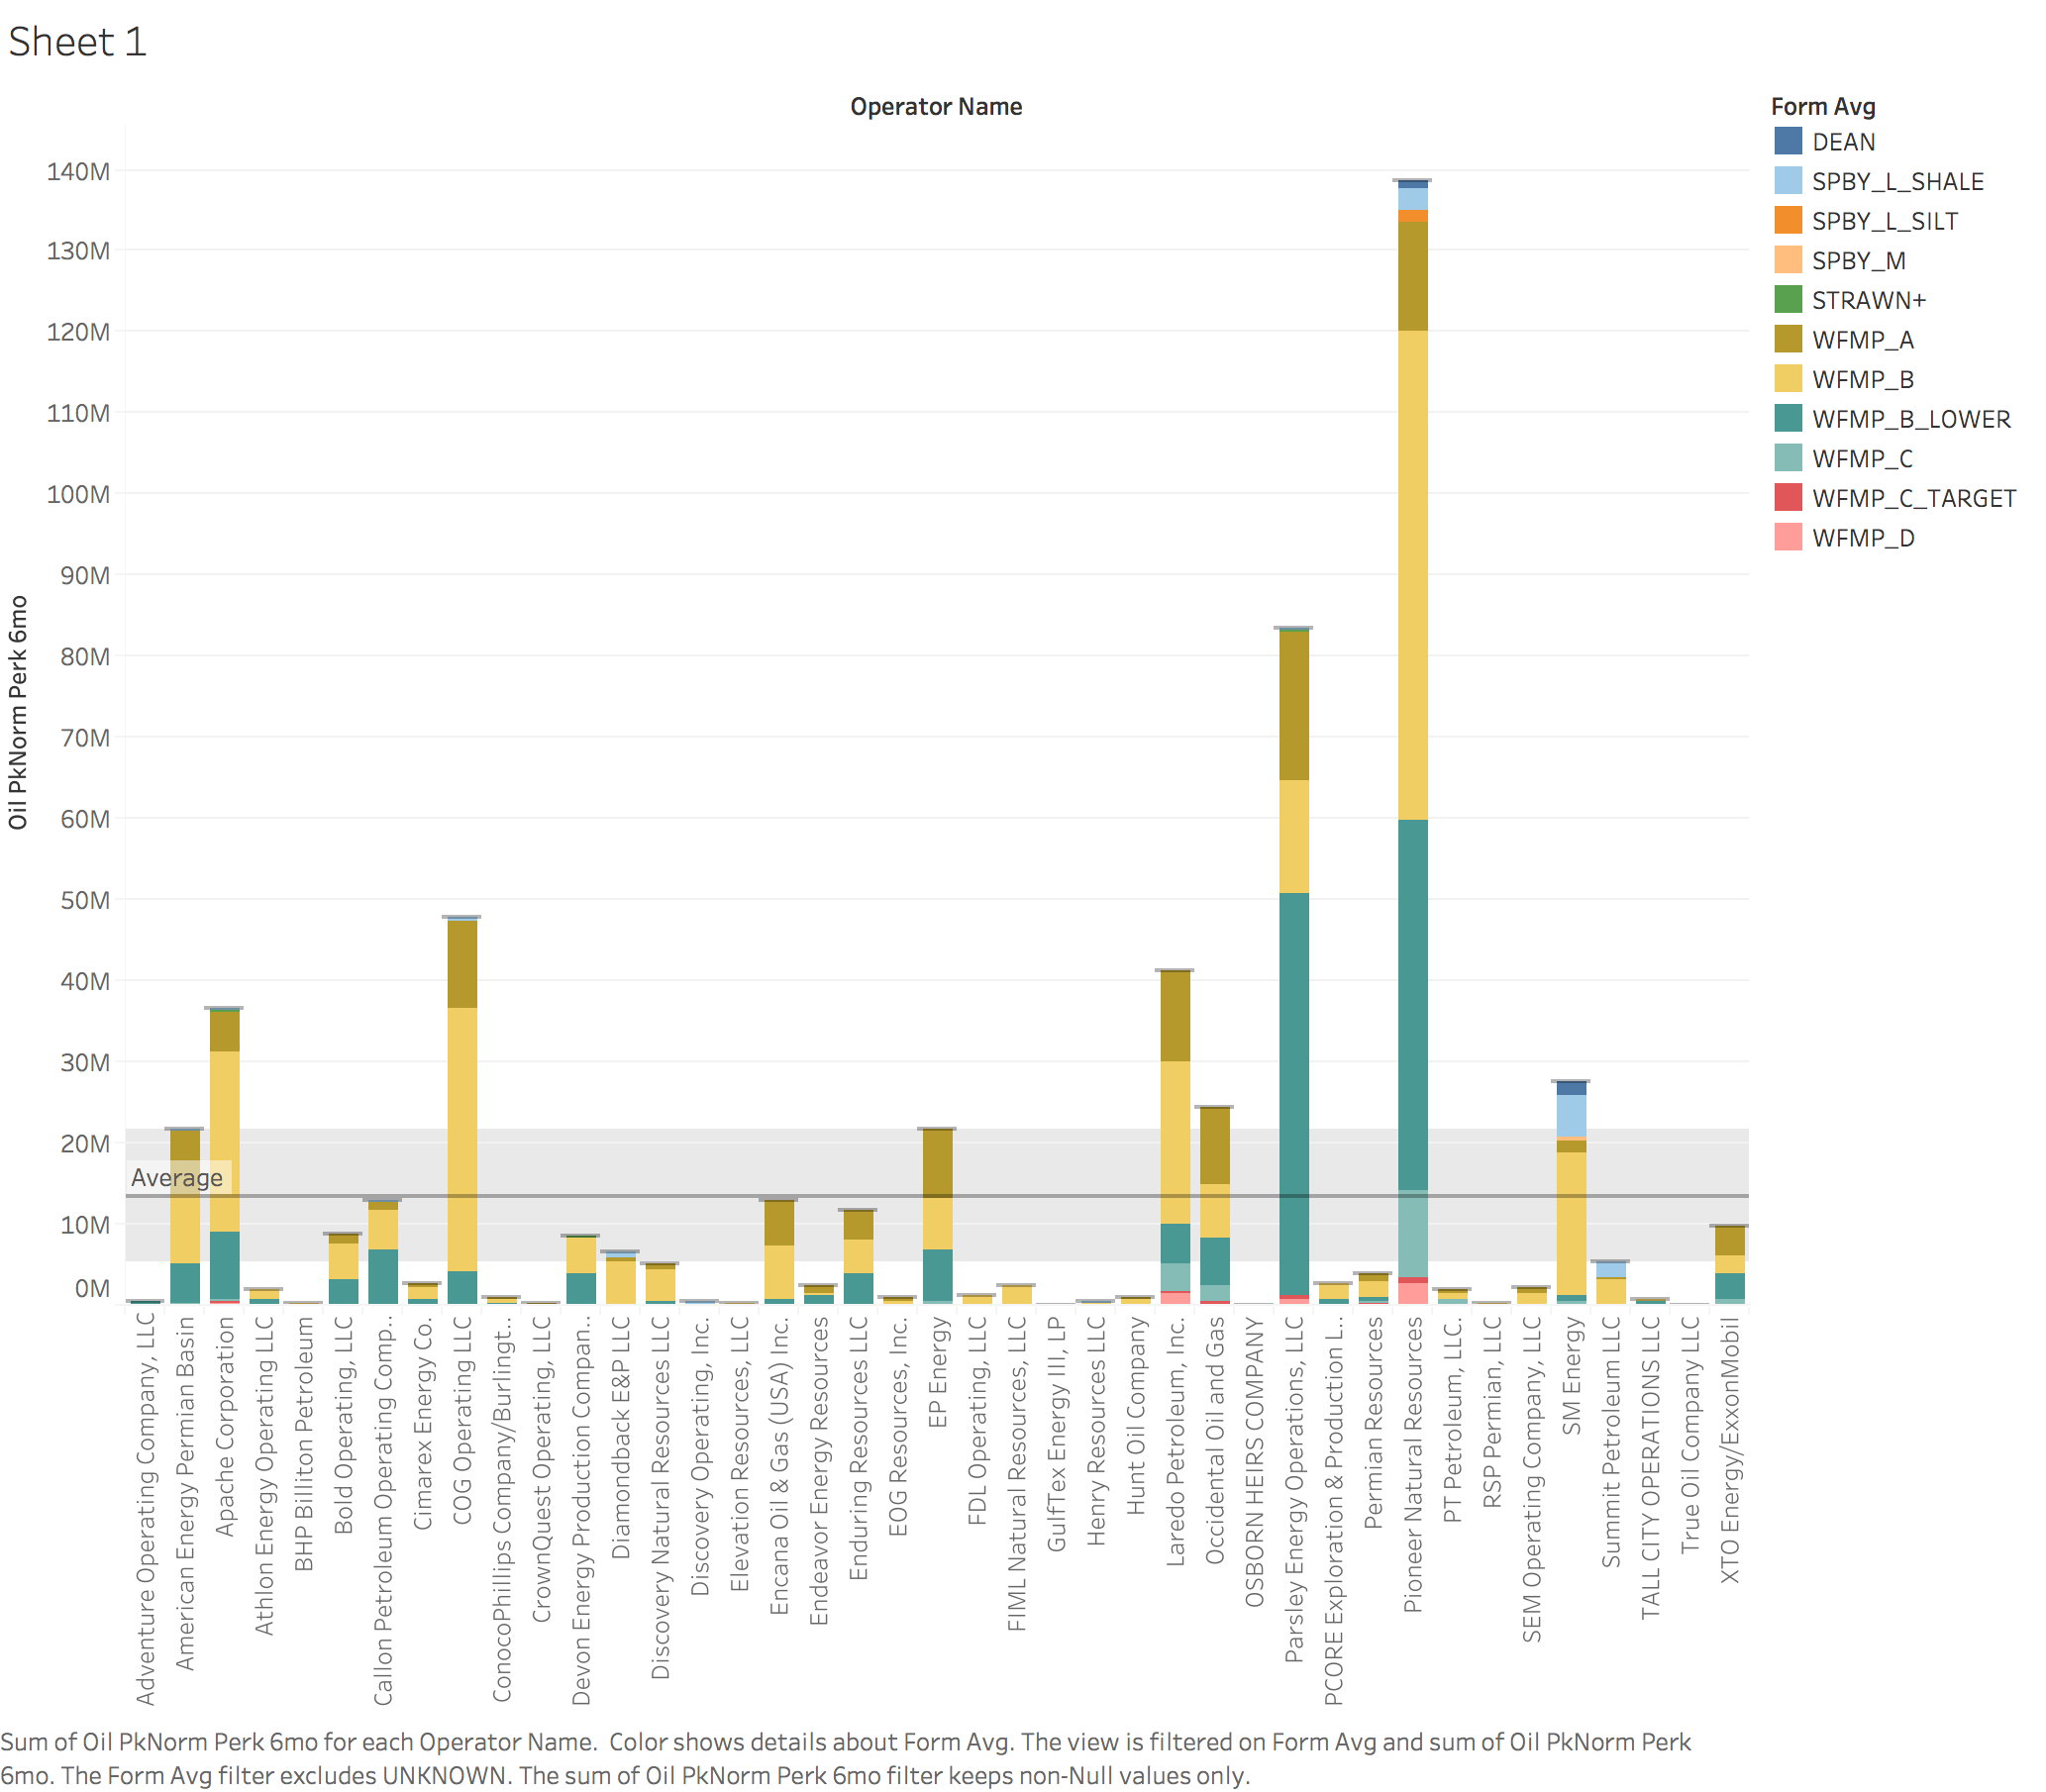 Sheet 1
Operator Name
Form Avg
DEAN
SPBY_L_SHALE
SPBY_L_SILT
SPBY_M
STRAWN+
WFMP_A
WFMP_B
WFMP_B_LOWER
WFMP_C
WFMP_C_TARGET
WFMP_D
Oil PkNorm Perk 6mo
140M
130M
120M
110M
100M
90M
80M
70M
60M
50M
40M
30M
20M
10M
0M
Average
Adventure Operating Company, LLC
American Energy Permian Basin
Apache Corporation
Athlon Energy Operating LLC
BHP Billiton Petroleum
Bold Operating, LLC
Callon Petroleum Operating Comp..
Cimarex Energy Co.
COG Operating LLC
ConocoPhillips Company/Burlingt..
CrownQuest Operating, LLC
Devon Energy Production Compan..
Diamondback E&P LLC
Discovery Natural Resources LLC
Discovery Operating, Inc.
Elevation Resources, LLC
Encana Oil & Gas (USA) Inc.
Endeavor Energy Resources
Enduring Resources LLC
EOG Resources, Inc.
EP Energy
FDL Operating, LLC
FIML Natural Resources, LLC
GulfTex Energy III, LP
Henry Resources LLC
Hunt Oil Company
Laredo Petroleum, Inc.
Occidental Oil and Gas
OSBORN HEIRS COMPANY
Parsley Energy Operations, LLC
PCORE Exploration & Production L..
Permian Resources
Pioneer Natural Resources
PT Petroleum, LLC.
RSP Permian, LLC
SEM Operating Company, LLC
SM Energy
Summit Petroleum LLC
TALL CITY OPERATIONS LLC
True Oil Company LLC
XTO Energy/ExxonMobil
Sum of Oil PkNorm Perk 6mo for each Operator Name.  Color shows details about Form Avg. The view is filtered on Form Avg and sum of Oil PkNorm Perk
6mo. The Form Avg filter excludes UNKNOWN. The sum of Oil PkNorm Perk 6mo filter keeps non-Null values only.